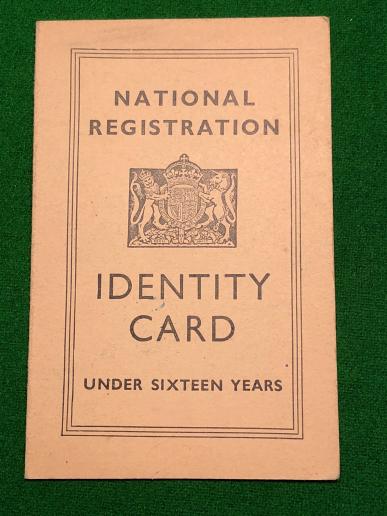 NATIONAL
REGISTRATION
IDENTITY
CARD
UNDER SIXTEEN YEARS